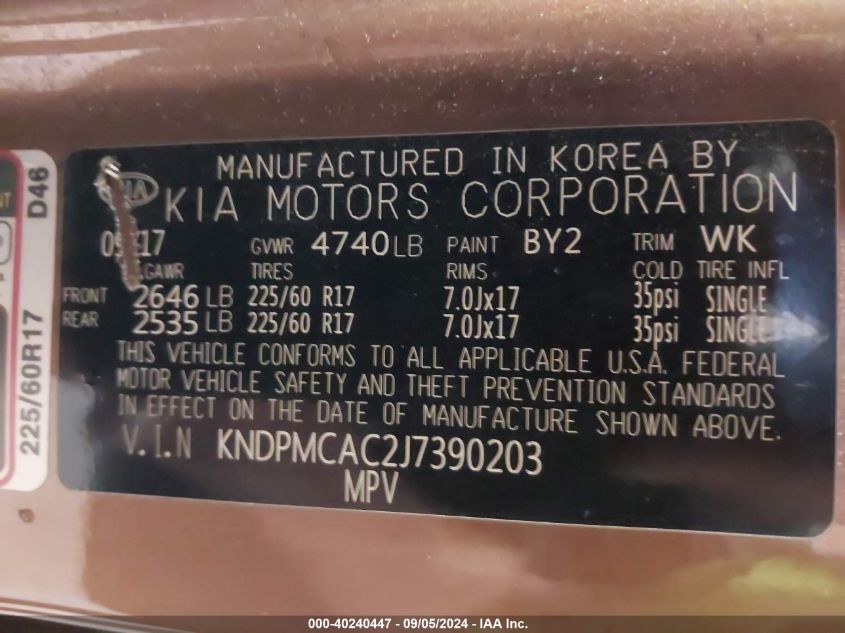 MANUFACTURED IN KOREA BY
KIA KIA MOTORS CORPORATION
GVWR 4740LB PAINT BY2 TRIM WK
GAWR TIRES RIMS COLD TIRE INFL
FRONT 2646 LB 225/60 R17 7.0Jx17 35psi SINGLE
REAR 2535 LB 225/60 R17 7.0Jx17 35psi SINGLE
THIS VEHICLE CONFORMS TO ALL APPLICABLE U.S.A. FEDERAL
MOTOR VEHICLE SAFETY AND THEFT PREVENTION STANDARDS
IN EFFECT ON THE DATE OF MANUFACTURE SHOWN ABOVE.
V.I.N KNDPMCAC2J7390203
MPV
D46
225/60R17
000-40240447 - 09/05/2024 - IAA Inc.